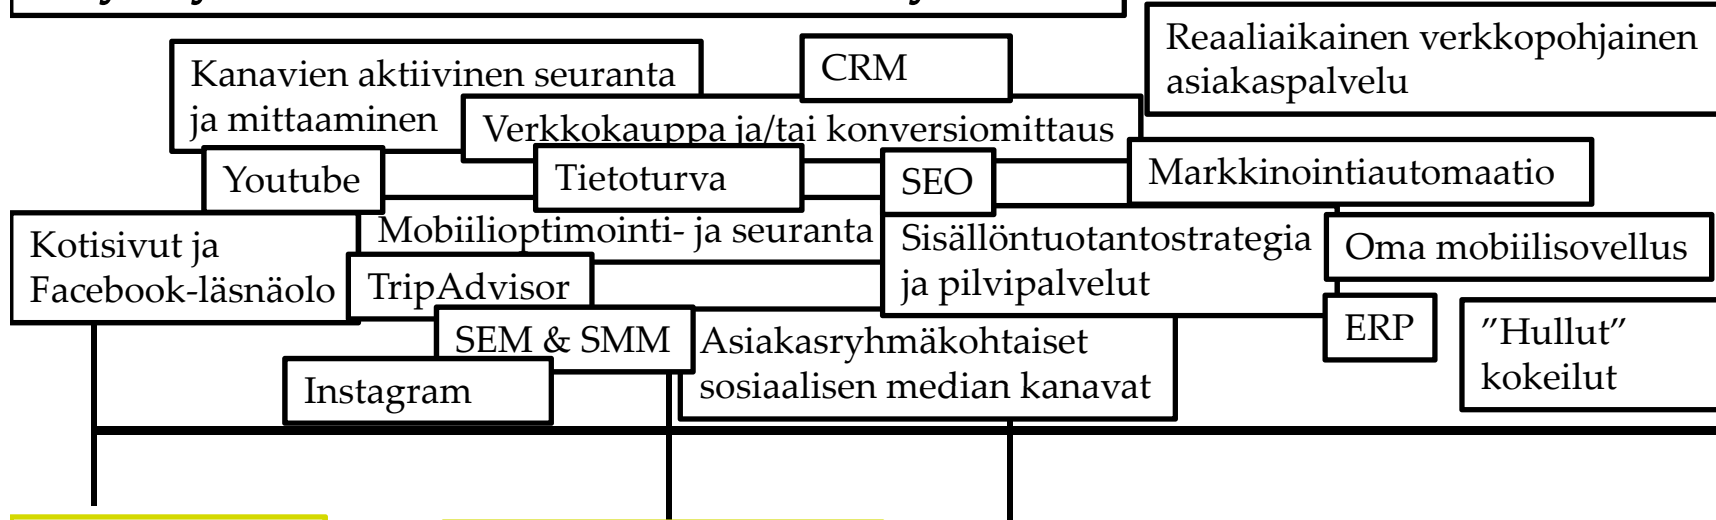 Kanavien aktiivinen seuranta
ja mittaaminen
CRM
Reaaliaikainen verkkopohjainen
asiakaspalvelu
Verkkokauppa ja/tai konversiomittaus
Youtube
Tietoturva
SEO
Markkinointiautomaatio
Kotisivut ja
Facebook-läsnäolo
Mobiilioptimointi- ja seuranta
Sisällöntuotantostrategia
ja pilvipalvelut
Oma mobiilisovellus
TripAdvisor
SEM & SMM
Asiakasryhmäkohtaiset
sosiaalisen median kanavat
ERP
”Hullut”
kokeilut
Instagram